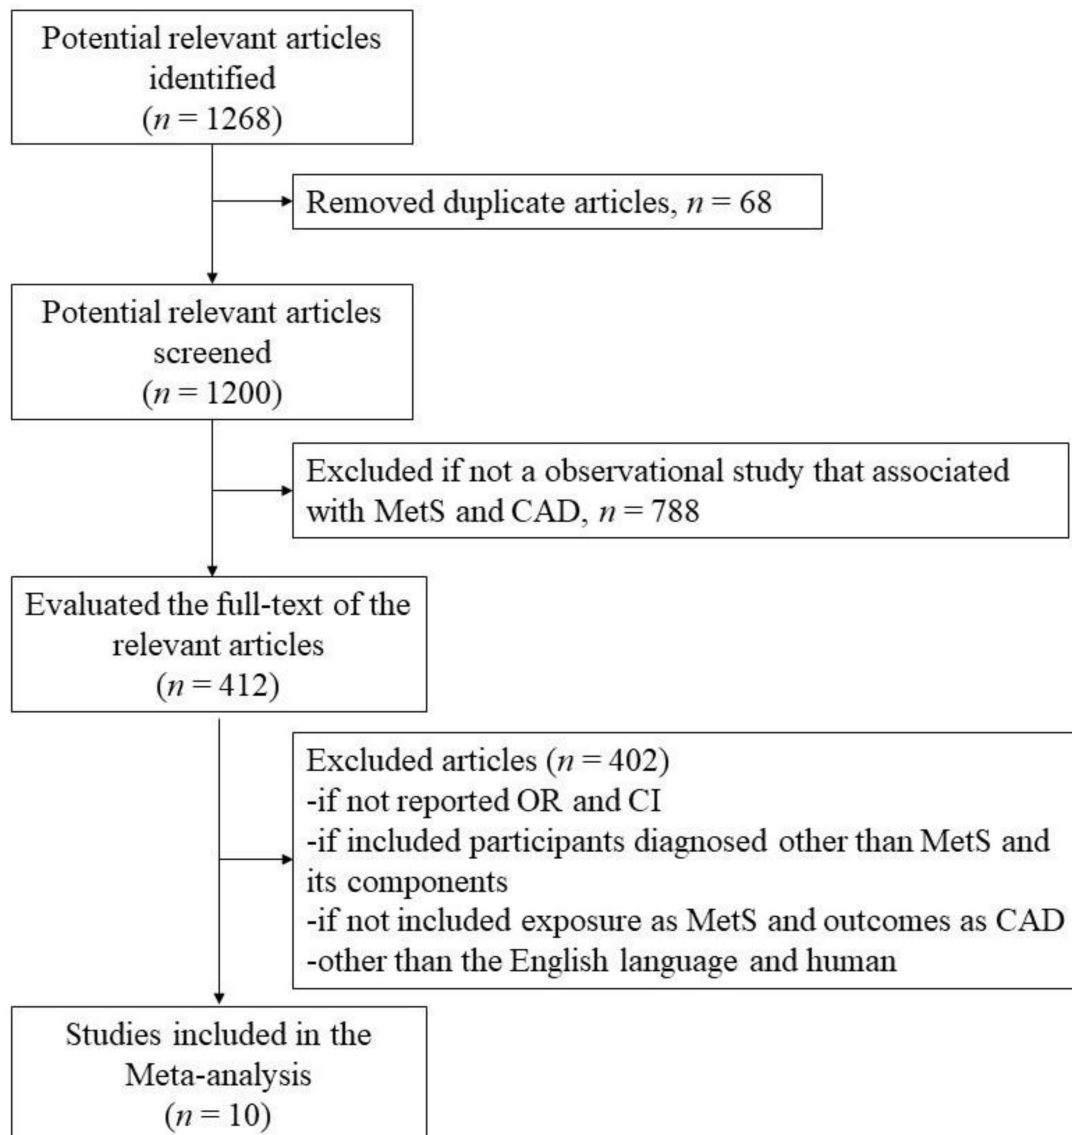 Potential relevant articles
identified
(n = 1268)
Removed duplicate articles, n = 68
Potential relevant articles
screened
(n = 1200)
Excluded if not a observational study that associated
with MetS and CAD, n = 788
Evaluated the full-text of the
relevant articles
(n = 412)
Excluded articles (n = 402)
-if not reported OR and CI
-if included participants diagnosed other than MetS and
its components
-if not included exposure as MetS and outcomes as CAD
-other than the English language and human
Studies included in the
Meta-analysis
(n = 10)